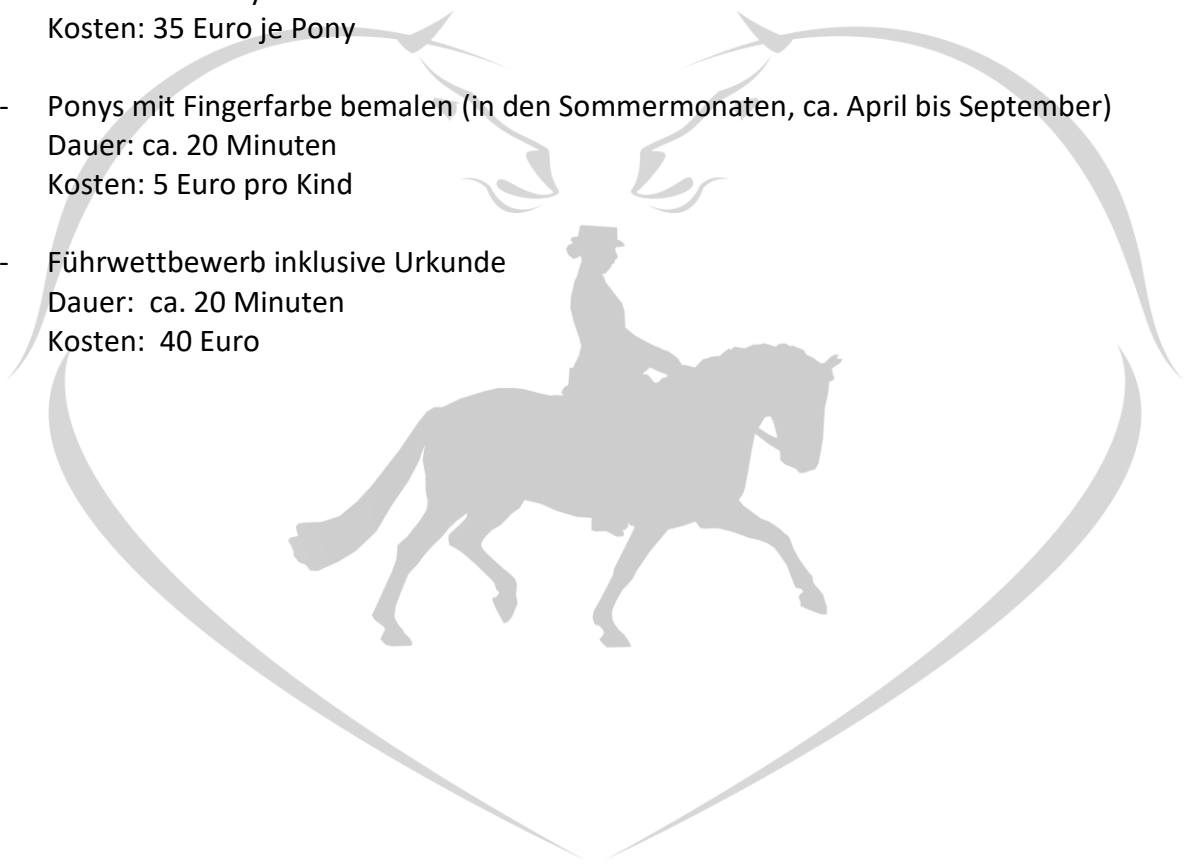 Kosten: 35 Euro je Pony
- Ponys mit Fingerfarbe bemalen (in den Sommermonaten, ca. April bis September)
Dauer: ca. 20 Minuten
Kosten: 5 Euro pro Kind
- Führwettbewerb inklusive Urkunde
Dauer:  ca. 20 Minuten
Kosten:  40 Euro